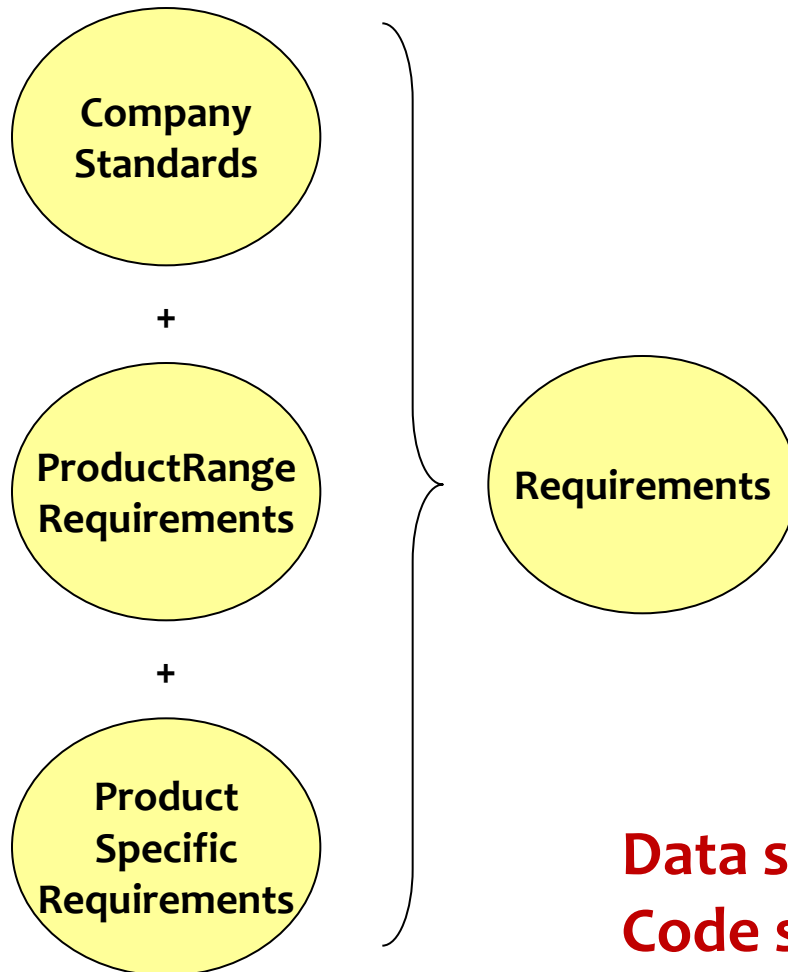 Company
Standards
+
ProductRange
Requirements
Requirements
+
Product
Specific
Requirements
Data
Code